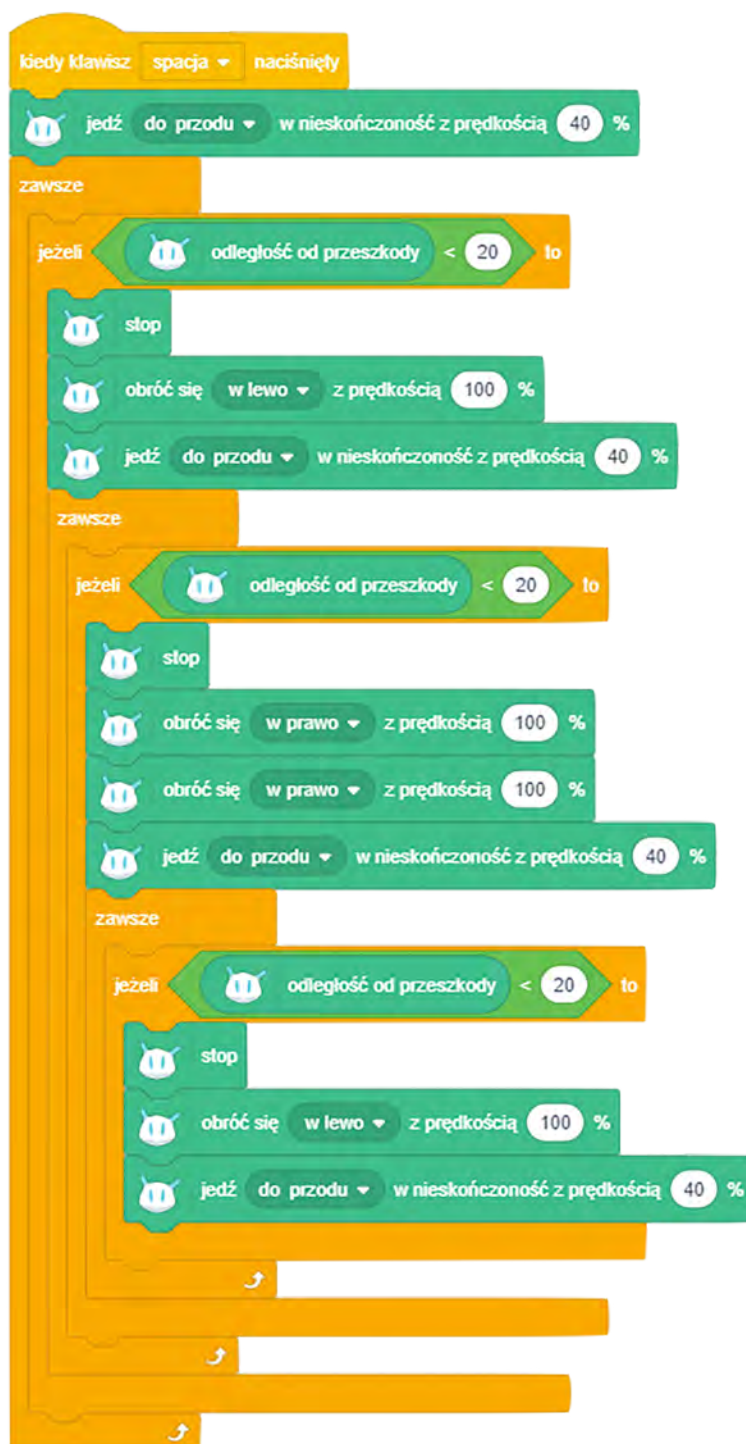 kiedy klawisz spacja naciśnięty
jedź do przodu w nieskończoność z prędkością 40 %
zawsze
jeżeli odległość od przeszkody < 20 to
stop
obróć się w lewo z prędkością 100 %
jedź do przodu w nieskończoność z prędkością 40 %
zawsze
jeżeli odległość od przeszkody < 20 to
stop
obróć się w prawo z prędkością 100 %
obróć się w prawo z prędkością 100 %
jedź do przodu w nieskończoność z prędkością 40 %
zawsze
jeżeli odległość od przeszkody < 20 to
stop
obróć się w lewo z prędkością 100 %
jedź do przodu w nieskończoność z prędkością 40 %